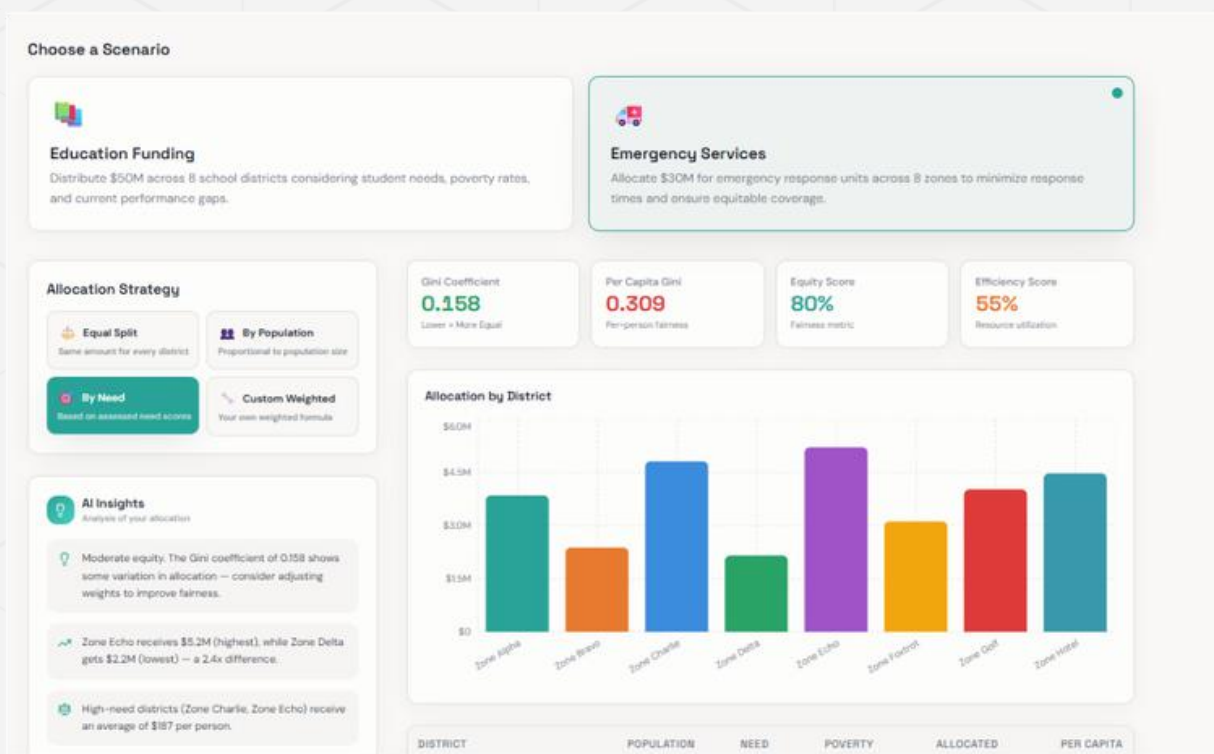 Choose a Scenario
Education Funding
Distribute $50M across 8 school districts considering student needs, poverty rates,
and current performance gaps.
Emergency Services
Allocate $30M for emergency response units across 8 zones to minimize response
times and ensure equitable coverage.
Allocation Strategy
Equal Split
Same amount for every district
By Population
Proportional to population size
By Need
Based on assessed need scores
Custom Weighted
Your own weighted formula
AI Insights
Analysis of your allocation
Moderate equity. The Gini coefficient of 0.158 shows
some variation in allocation — consider adjusting
weights to improve fairness.
Zone Echo receives $5.2M (highest), while Zone Delta
gets $2.2M (lowest) — a 2.4x difference.
High-need districts (Zone Charlie, Zone Echo) receive
an average of $187 per person.
Gini Coefficient
0.158
Lower = More Equal
Per Capita Gini
0.309
Per-person fairness
Equity Score
80%
Fairness metric
Efficiency Score
55%
Resource utilization
Allocation by District
$6.0M
$4.5M
$3.0M
$1.5M
$0
Zone Alpha
Zone Bravo
Zone Charlie
Zone Delta
Zone Echo
Zone Foxtrot
Zone Golf
Zone Hotel
DISTRICT POPULATION NEED POVERTY ALLOCATED PER CAPITA